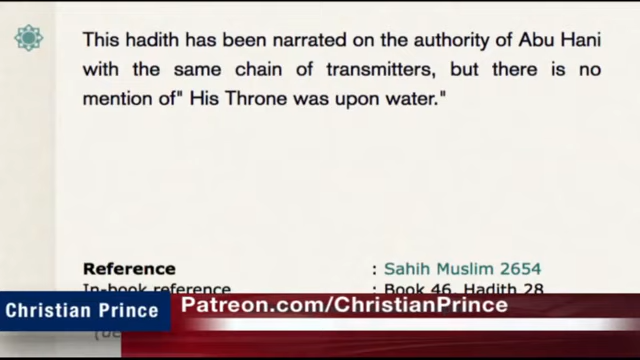 This hadith has been narrated on the authority of Abu Hani
with the same chain of transmitters, but there is no
mention of" His Throne was upon water."
Reference : Sahih Muslim 2654
In-book reference : Book 46, Hadith 28
Christian Prince Patreon.com/ChristianPrince